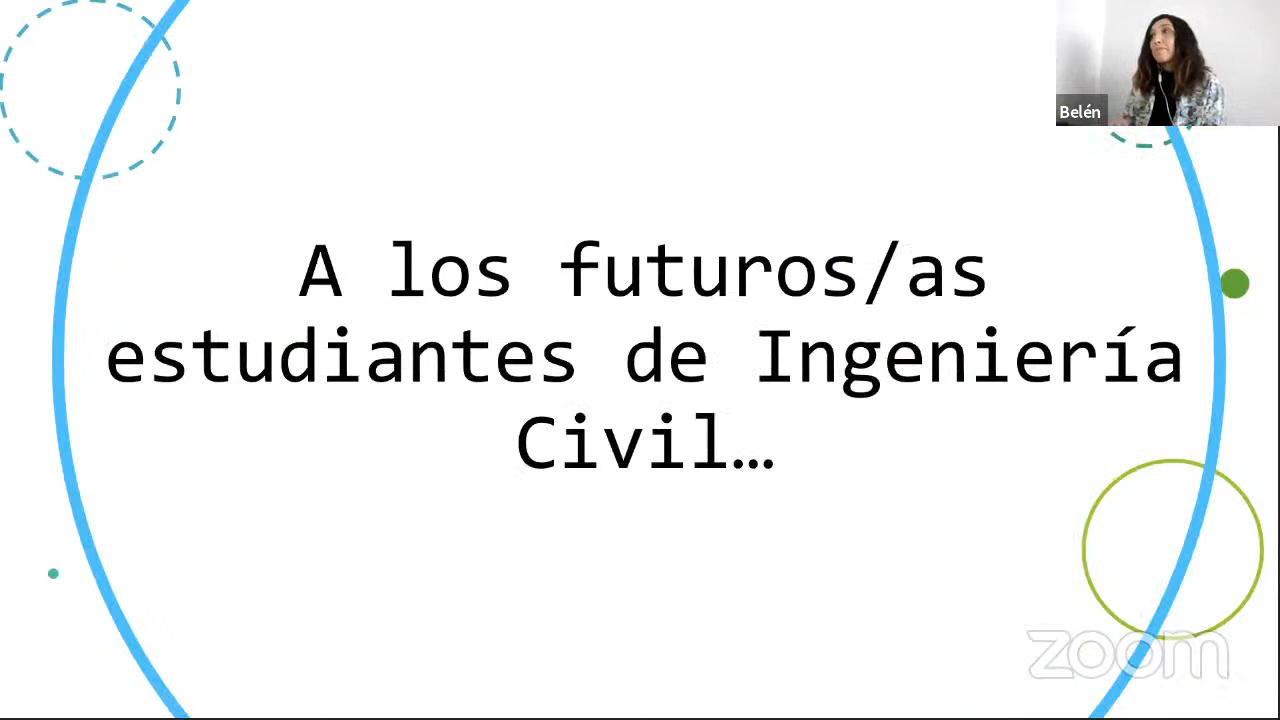 Belén
A los futuros/as
estudiantes de Ingeniería
Civil…
zoom